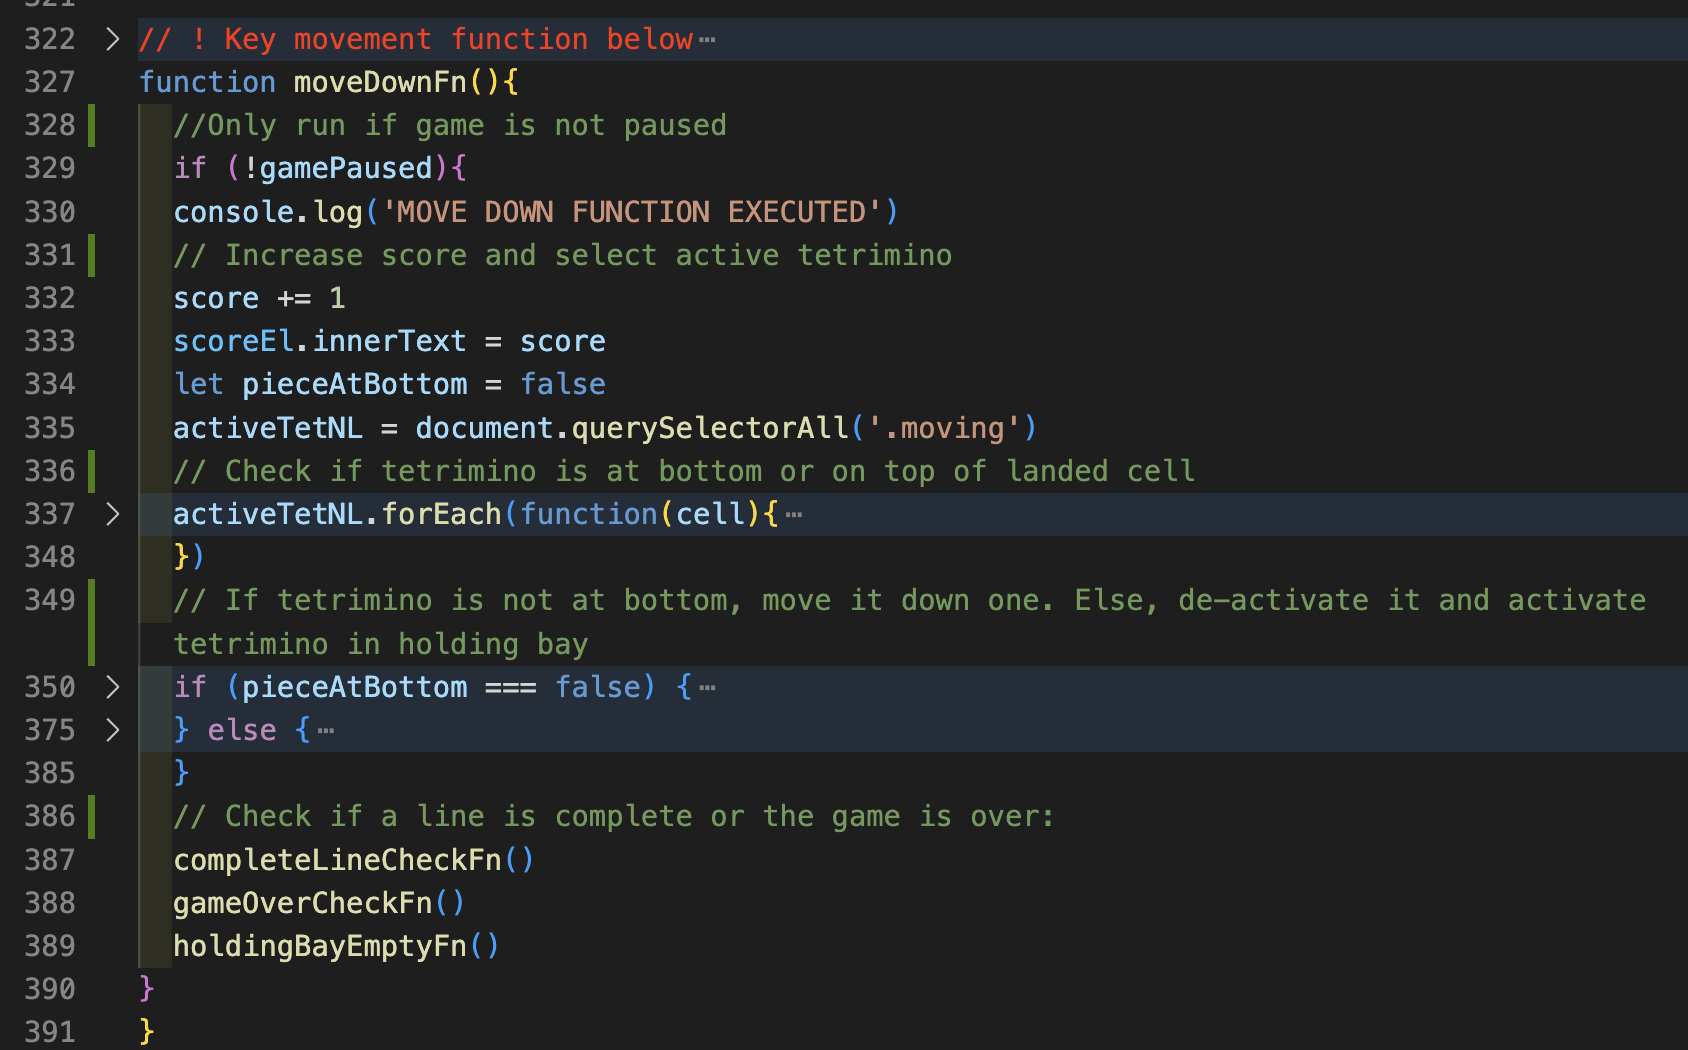 321
322 // ! Key movement function below…
327 function moveDownFn(){
328 //Only run if game is not paused
329 if (!gamePaused){
330 console.log('MOVE DOWN FUNCTION EXECUTED')
331 // Increase score and select active tetrimino
332 score += 1
333 scoreEl.innerText = score
334 let pieceAtBottom = false
335 activeTetNL = document.querySelectorAll('.moving')
336 // Check if tetrimino is at bottom or on top of landed cell
337 activeTetNL.forEach(function(cell){…
348 })
349 // If tetrimino is not at bottom, move it down one. Else, de-activate it and activate
tetrimino in holding bay
350 if (pieceAtBottom === false) {…
375 } else {…
385 }
386 // Check if a line is complete or the game is over:
387 completeLineCheckFn()
388 gameOverCheckFn()
389 holdingBayEmptyFn()
390 }
391 }